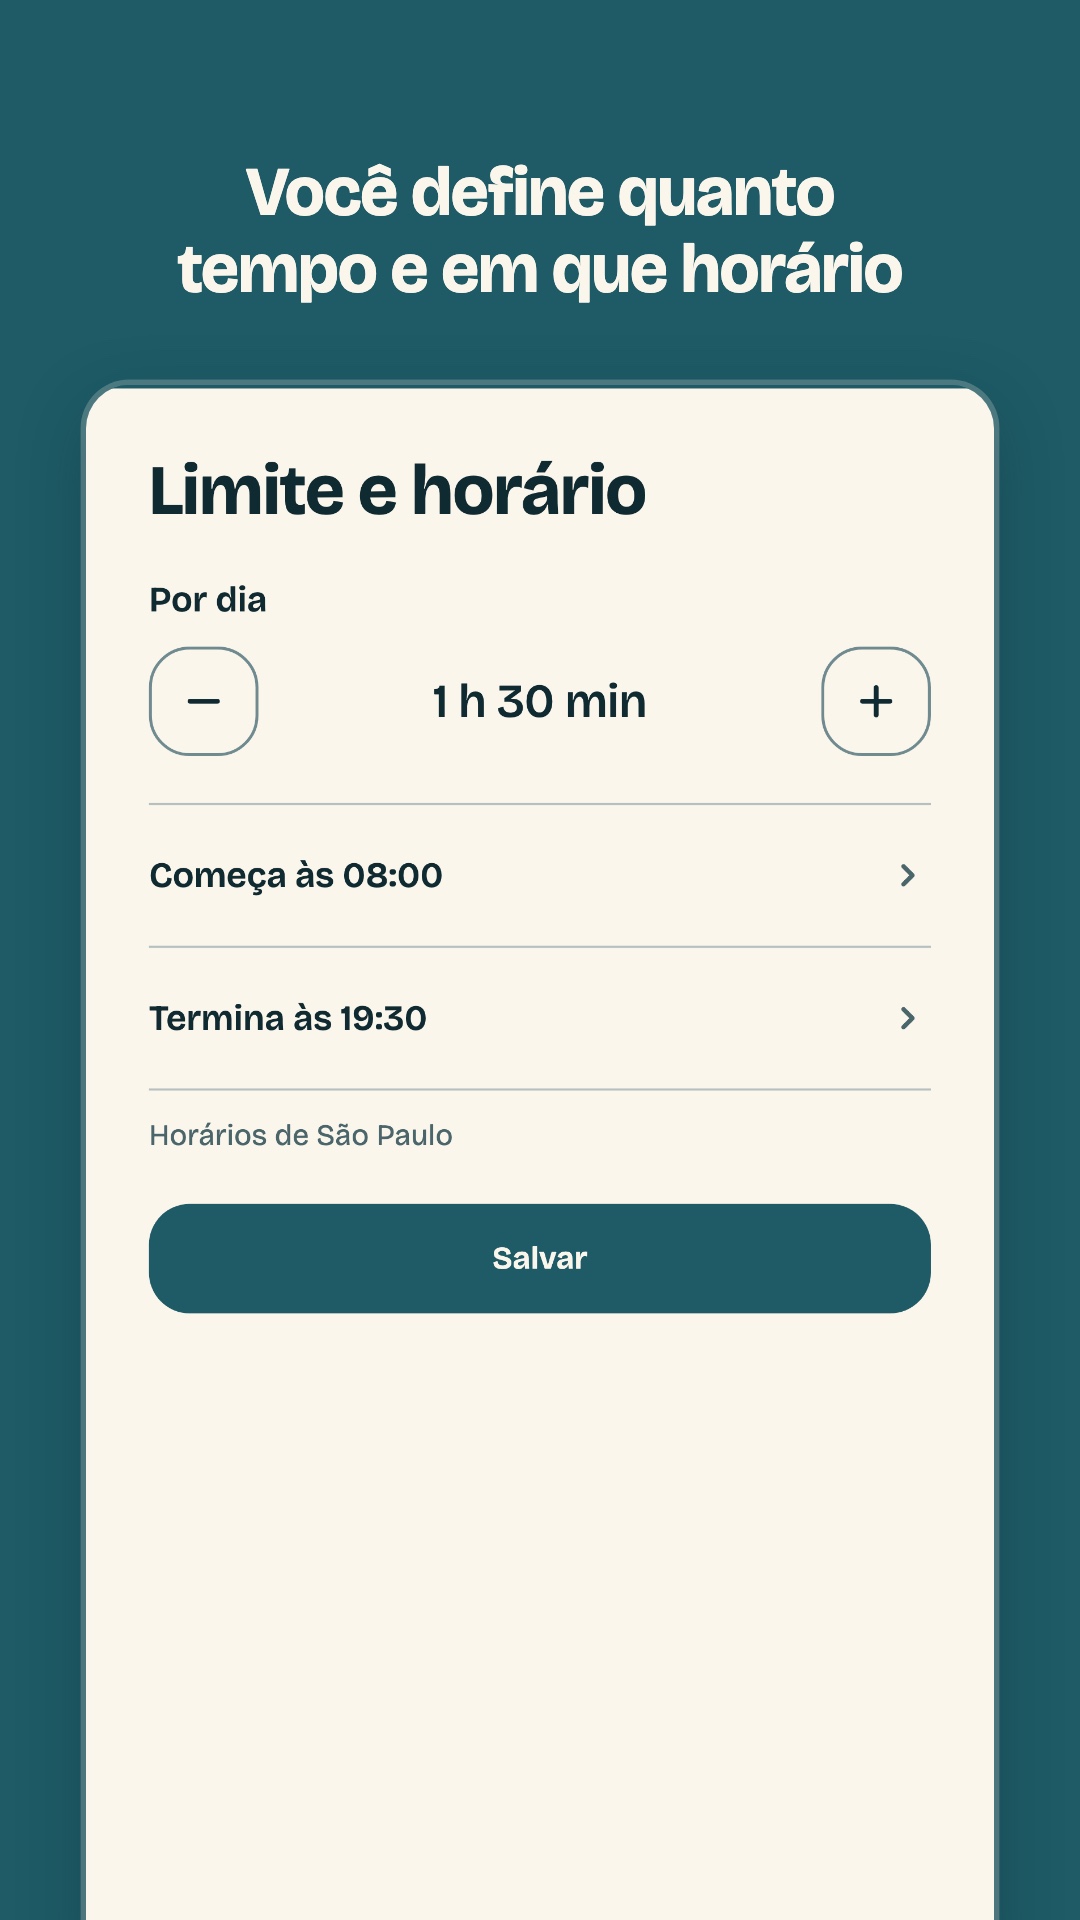 Você define quanto
tempo e em que horário
Limite e horário
Por dia
1 h 30 min
Começa às 08:00
Termina às 19:30
Horários de São Paulo
Salvar